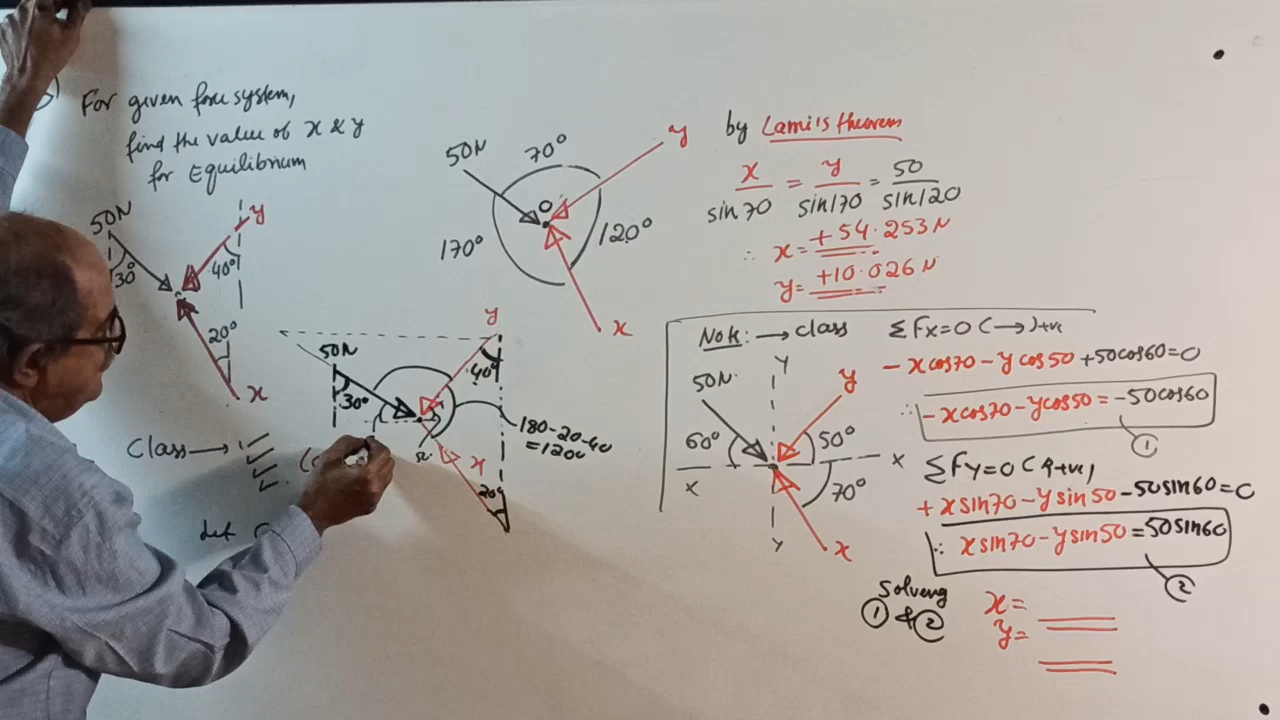 For given force system,
find the value of x & y
for Equilibrium
50N
y
30°
40°
20°
x
Class →
50N
70°
y
O
170°
120°
x
50N
y
30°
40°
180-20-40
=120°
x
20°
by Lami's theorem
x/sin70 = y/sin170 = 50/sin120
∴ x = +54.253N
y = +10.026N
Note: → class
Y
50N
y
60°
50°
X
X
70°
Y
x
ΣFx=0 (→)+ve
-xcos70 - ycos50 +50cos60=0
∴ -xcos70-ycos50 = -50cos60
①
ΣFy=0 (↑+ve)
+xsin70-ysin50-50sin60=0
∴ xsin70-ysin50=50sin60
②
Solving
① & ②
x=
y=